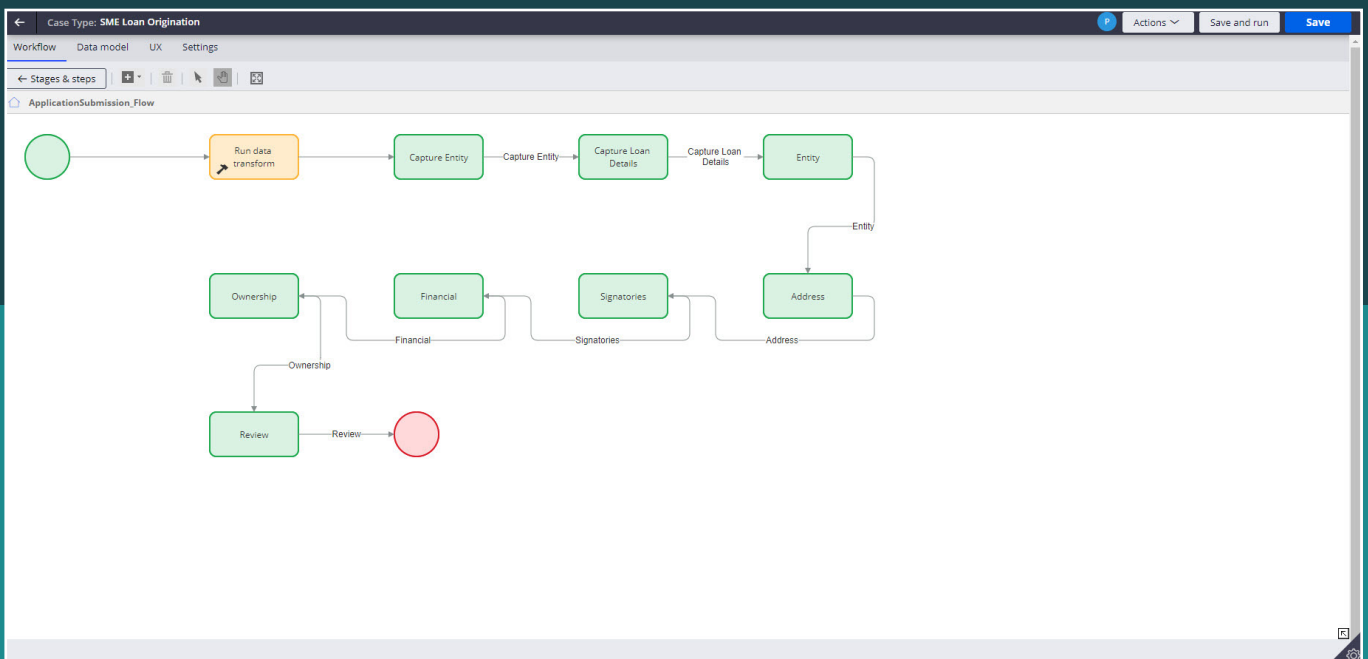 Case Type: SME Loan Origination
P
Actions
Save and run
Save
Workflow
Data model
UX
Settings
Stages & steps
ApplicationSubmission_Flow
Run data
transform
Capture Entity
Capture Entity
Capture Loan
Details
Capture Loan
Details
Entity
Entity
Ownership
Financial
Signatories
Address
Financial
Signatories
Address
Ownership
Review
Review